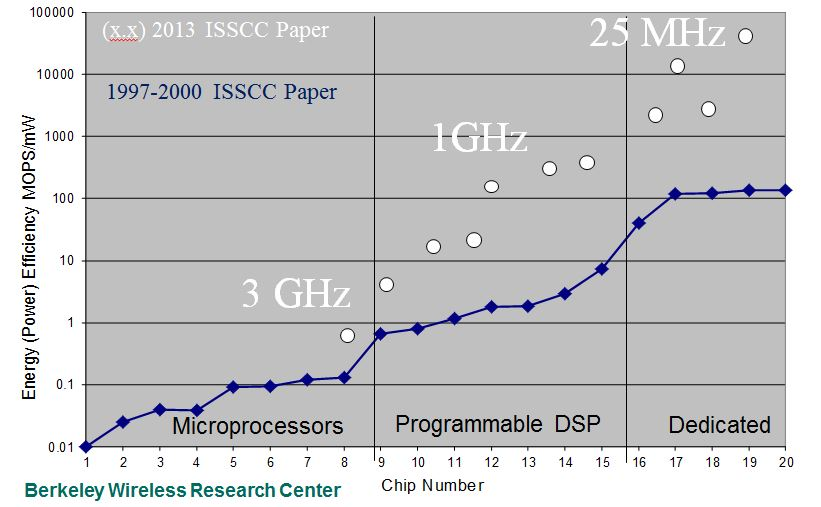 100000
(x.x) 2013 ISSCC Paper
25 MHz
10000
1997-2000 ISSCC Paper
1000
1GHz
100
10
3 GHz
1
0.1
0.01
Energy (Power) Efficiency MOPS/mW
Microprocessors
Programmable DSP
Dedicated
1 2 3 4 5 6 7 8 9 10 11 12 13 14 15 16 17 18 19 20
Chip Number
Berkeley Wireless Research Center